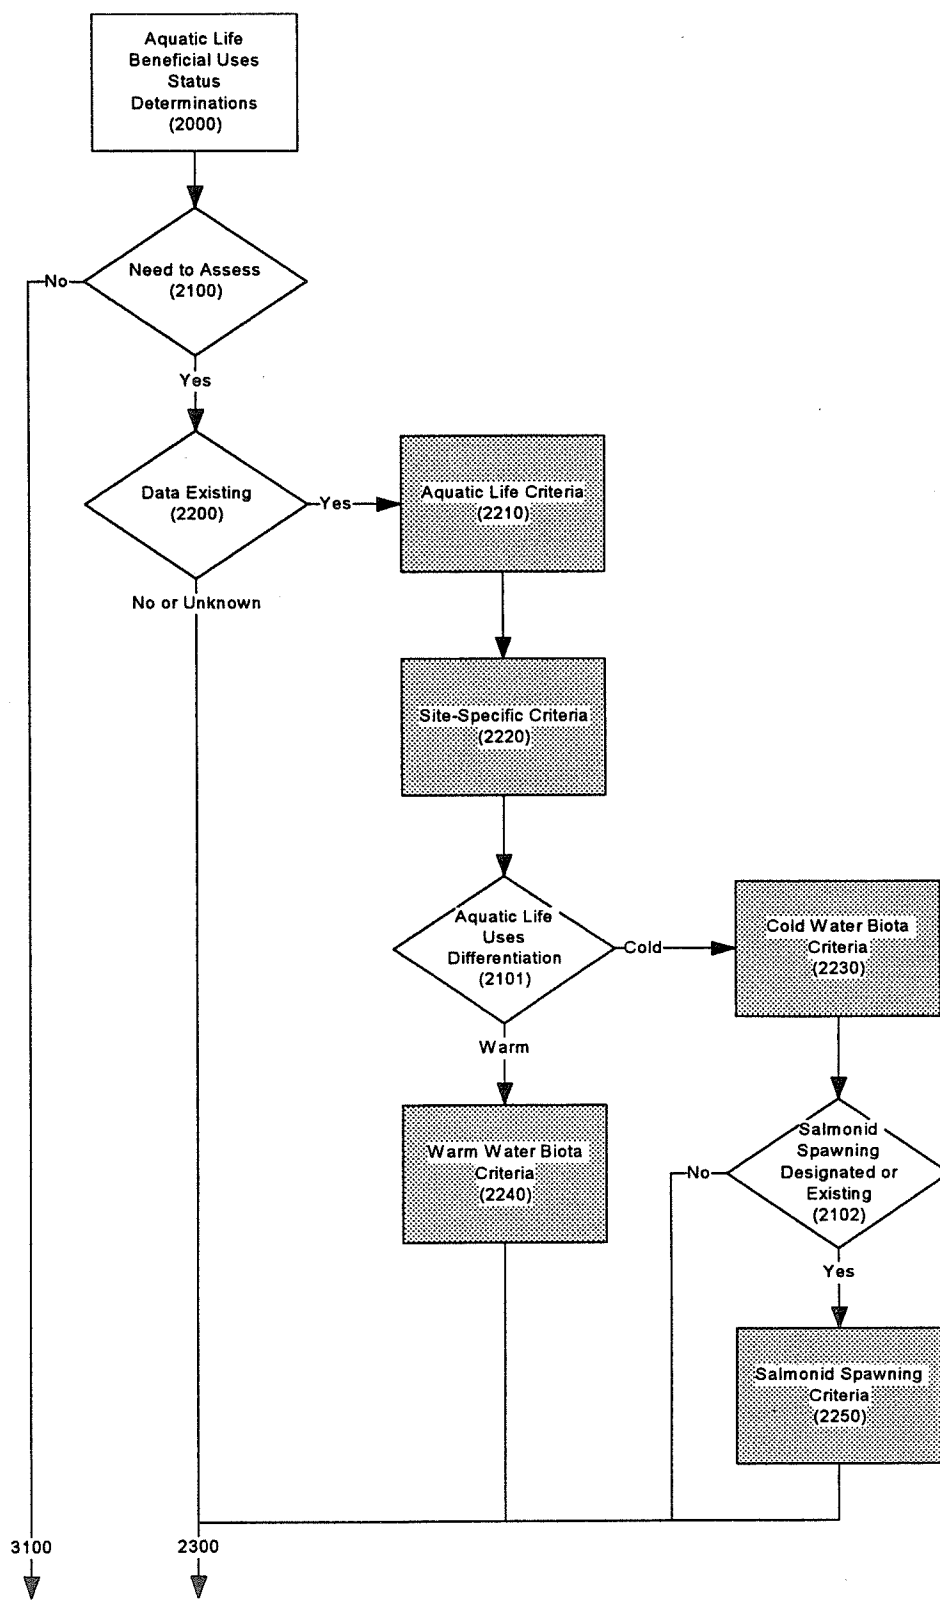 Aquatic Life
Beneficial Uses
Status
Determinations
(2000)
Need to Assess
(2100)
No
Yes
Data Existing
(2200)
Yes
Aquatic Life Criteria
(2210)
No or Unknown
Site-Specific Criteria
(2220)
Aquatic Life
Uses
Differentiation
(2101)
Cold
Cold Water Biota
Criteria
(2230)
Warm
Warm Water Biota
Criteria
(2240)
Salmonid
Spawning
Designated or
Existing
(2102)
No
Yes
Salmonid Spawning
Criteria
(2250)
3100
2300